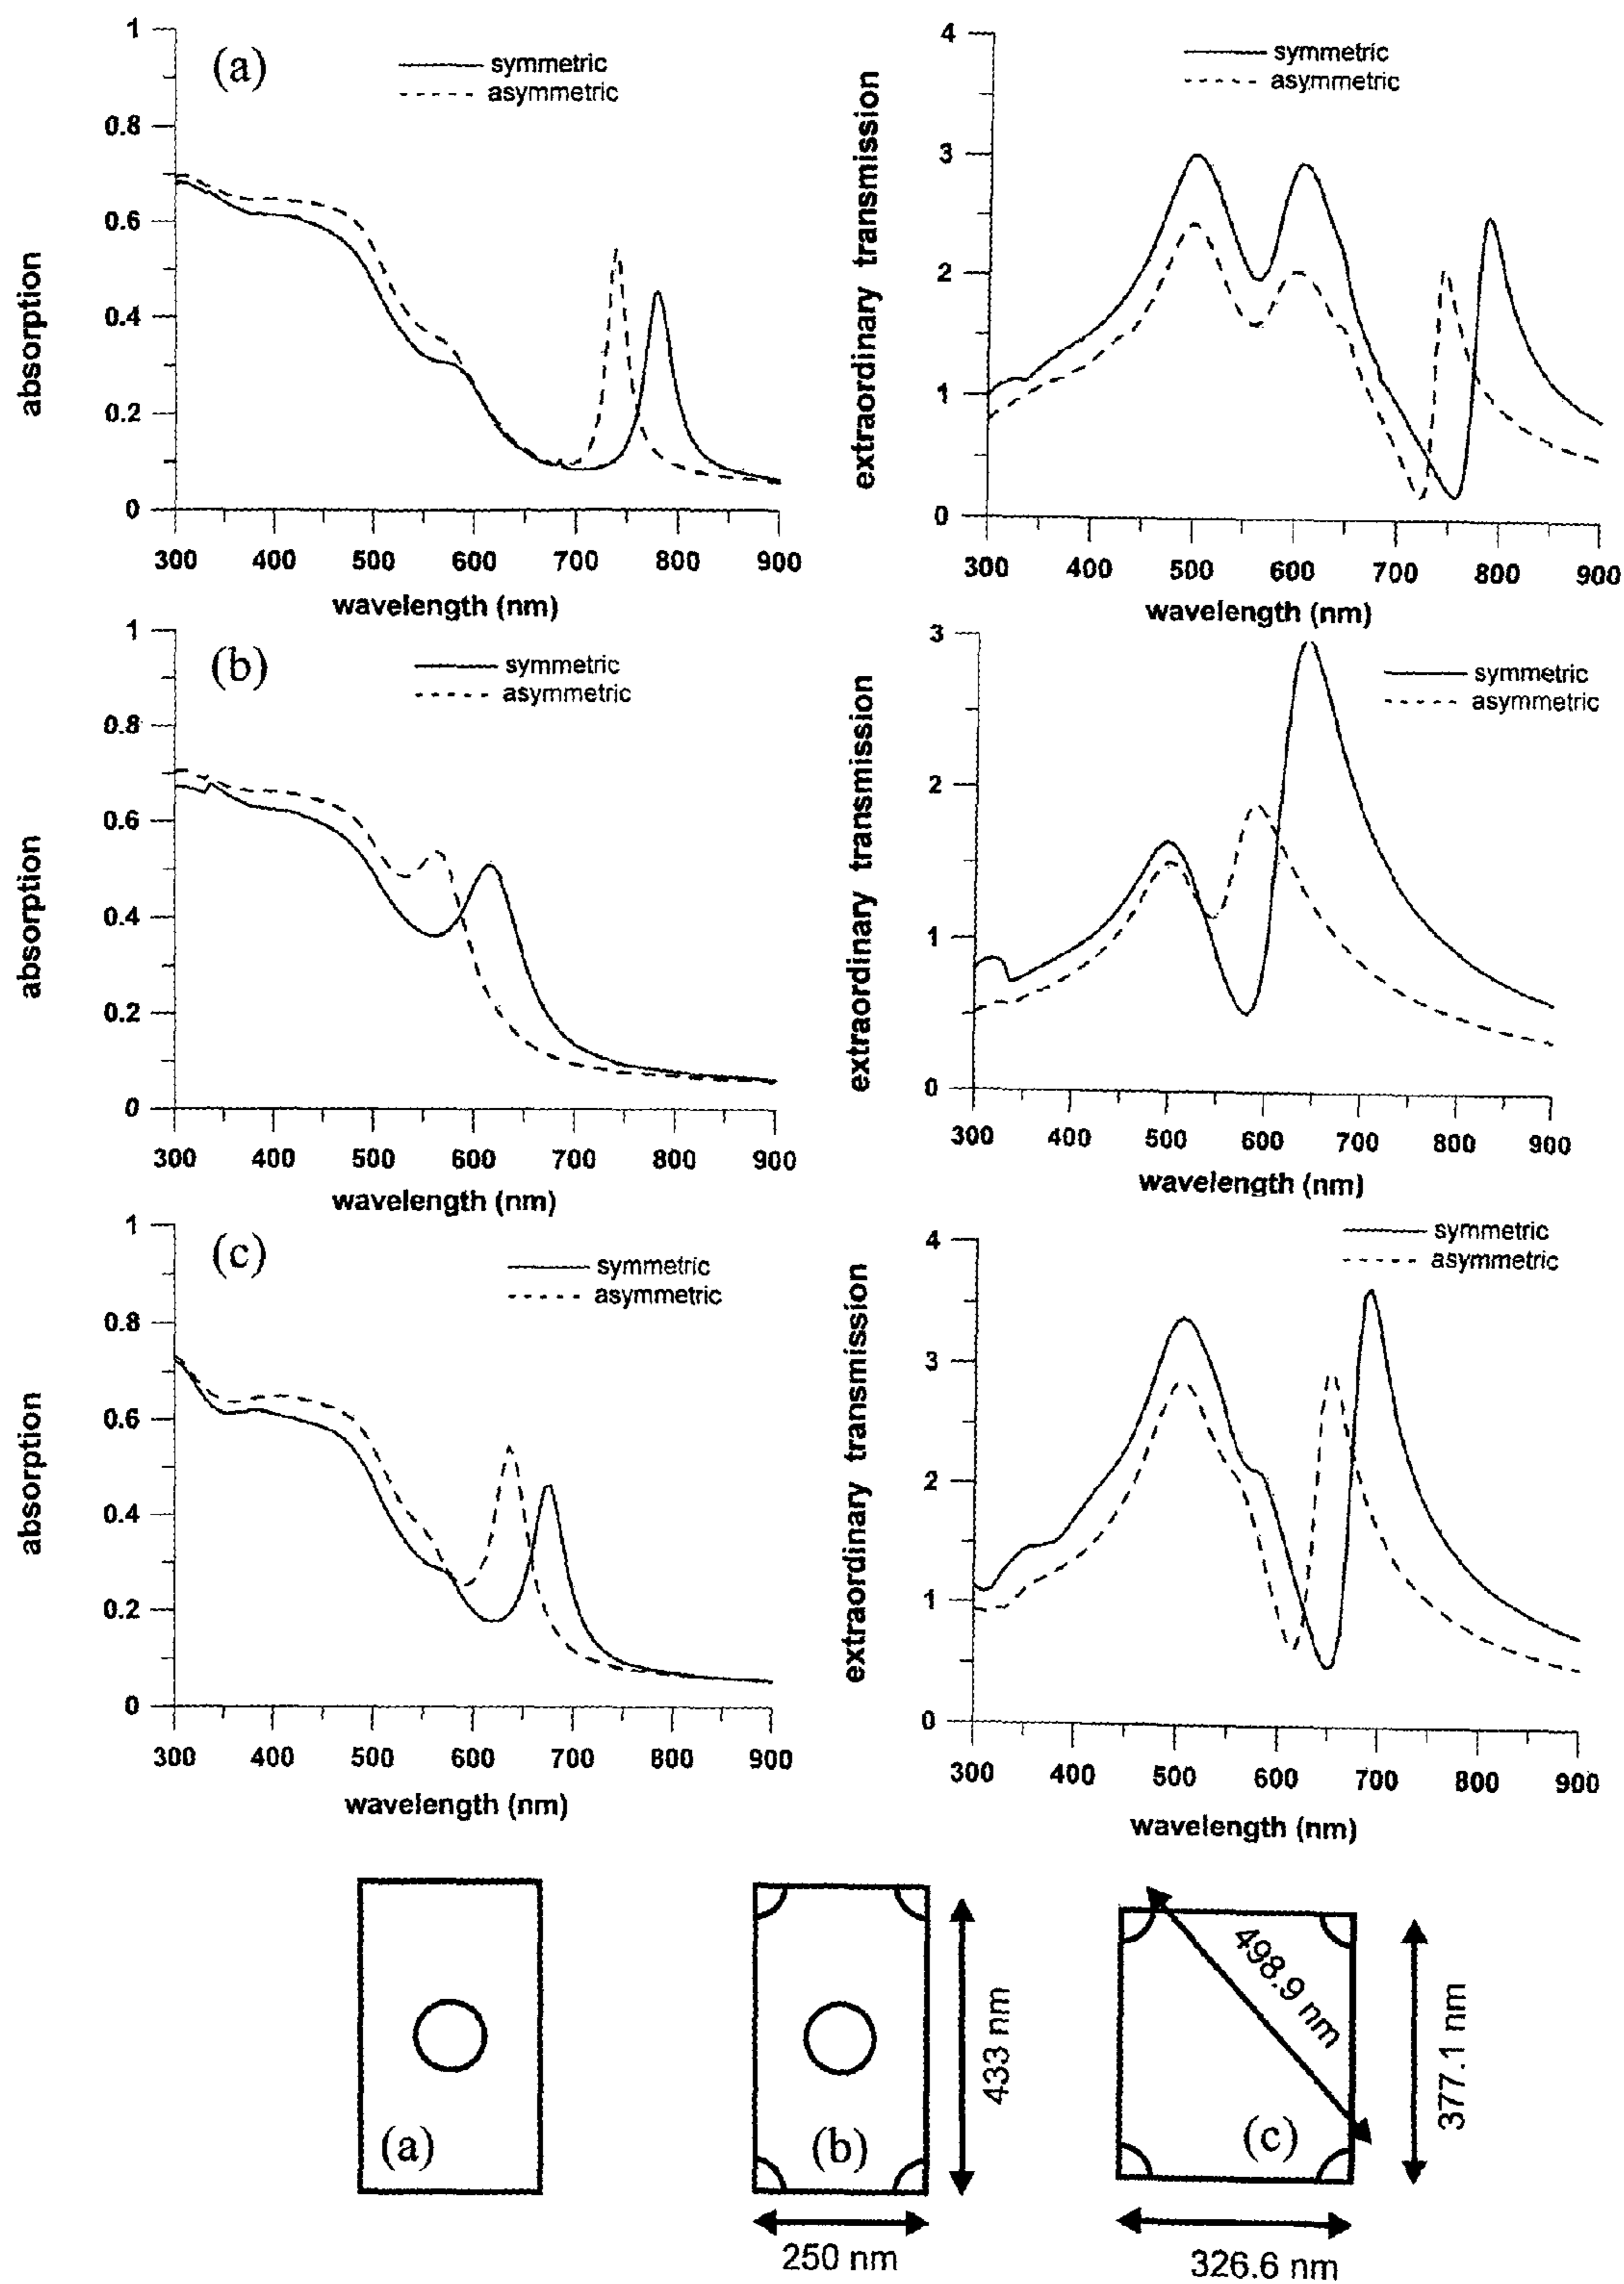 (a)
symmetric
asymmetric
1
0.8
0.6
0.4
0.2
0
absorption
300 400 500 600 700 800 900
wavelength (nm)
symmetric
asymmetric
4
3
2
1
0
extraordinary transmission
300 400 500 600 700 800 900
wavelength (nm)
(b)
symmetric
asymmetric
1
0.8
0.6
0.4
0.2
0
absorption
300 400 500 600 700 800 900
wavelength (nm)
symmetric
asymmetric
3
2
1
0
extraordinary transmission
300 400 500 600 700 800 900
wavelength (nm)
(c)
symmetric
asymmetric
1
0.8
0.6
0.4
0.2
0
absorption
300 400 500 600 700 800 900
wavelength (nm)
symmetric
asymmetric
4
3
2
1
0
extraordinary transmission
300 400 500 600 700 800 900
wavelength (nm)
(a)
(b)
433 nm
250 nm
(c)
498.9 nm
377.1 nm
326.6 nm